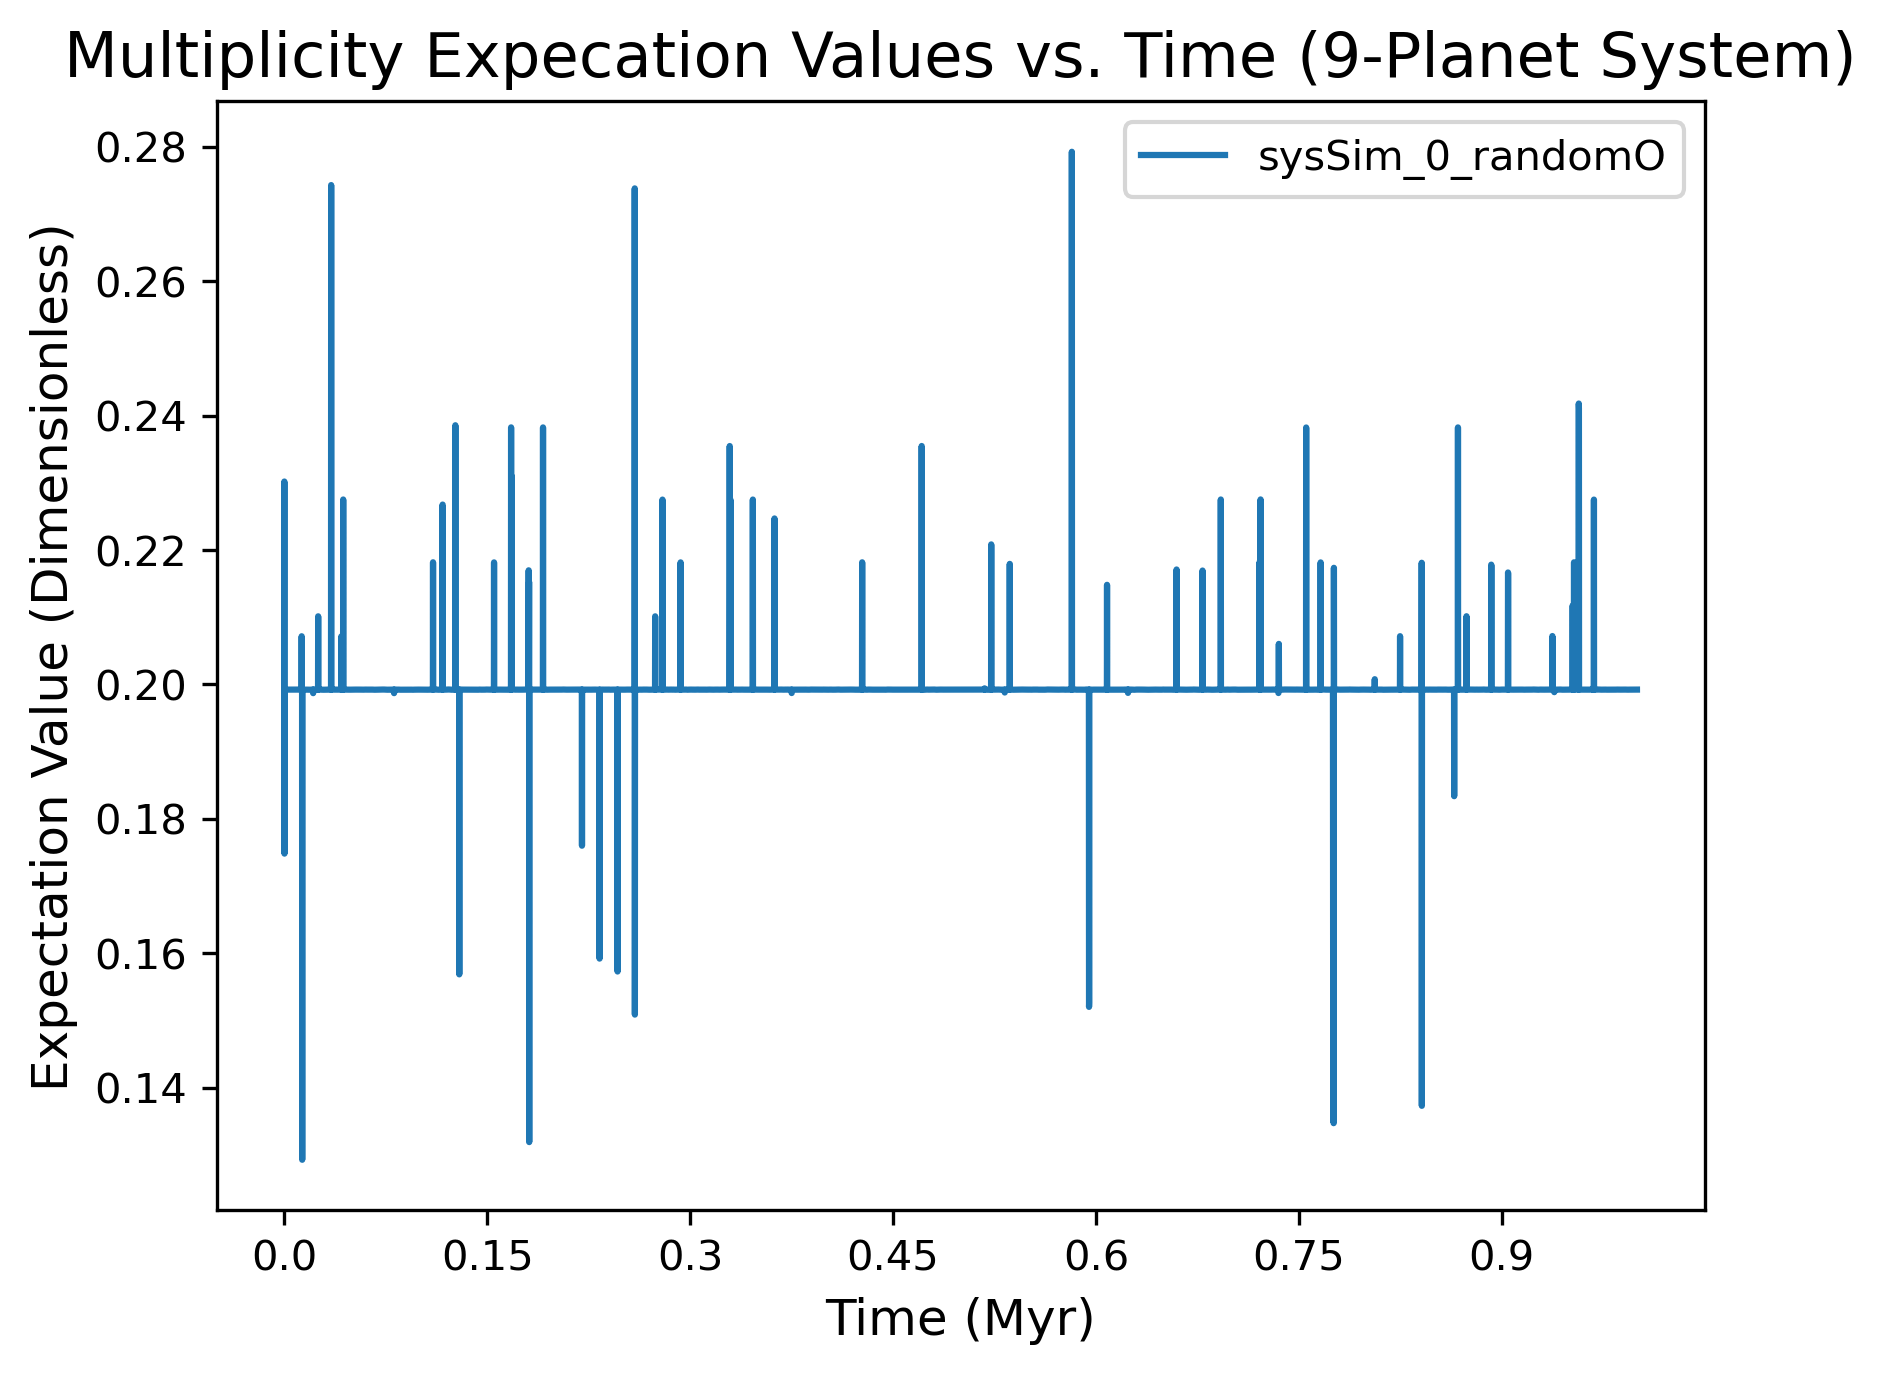 Multiplicity Expecation Values vs. Time (9-Planet System)
sysSim_0_randomO
Expectation Value (Dimensionless)
0.28
0.26
0.24
0.22
0.20
0.18
0.16
0.14
0.0 0.15 0.3 0.45 0.6 0.75 0.9
Time (Myr)